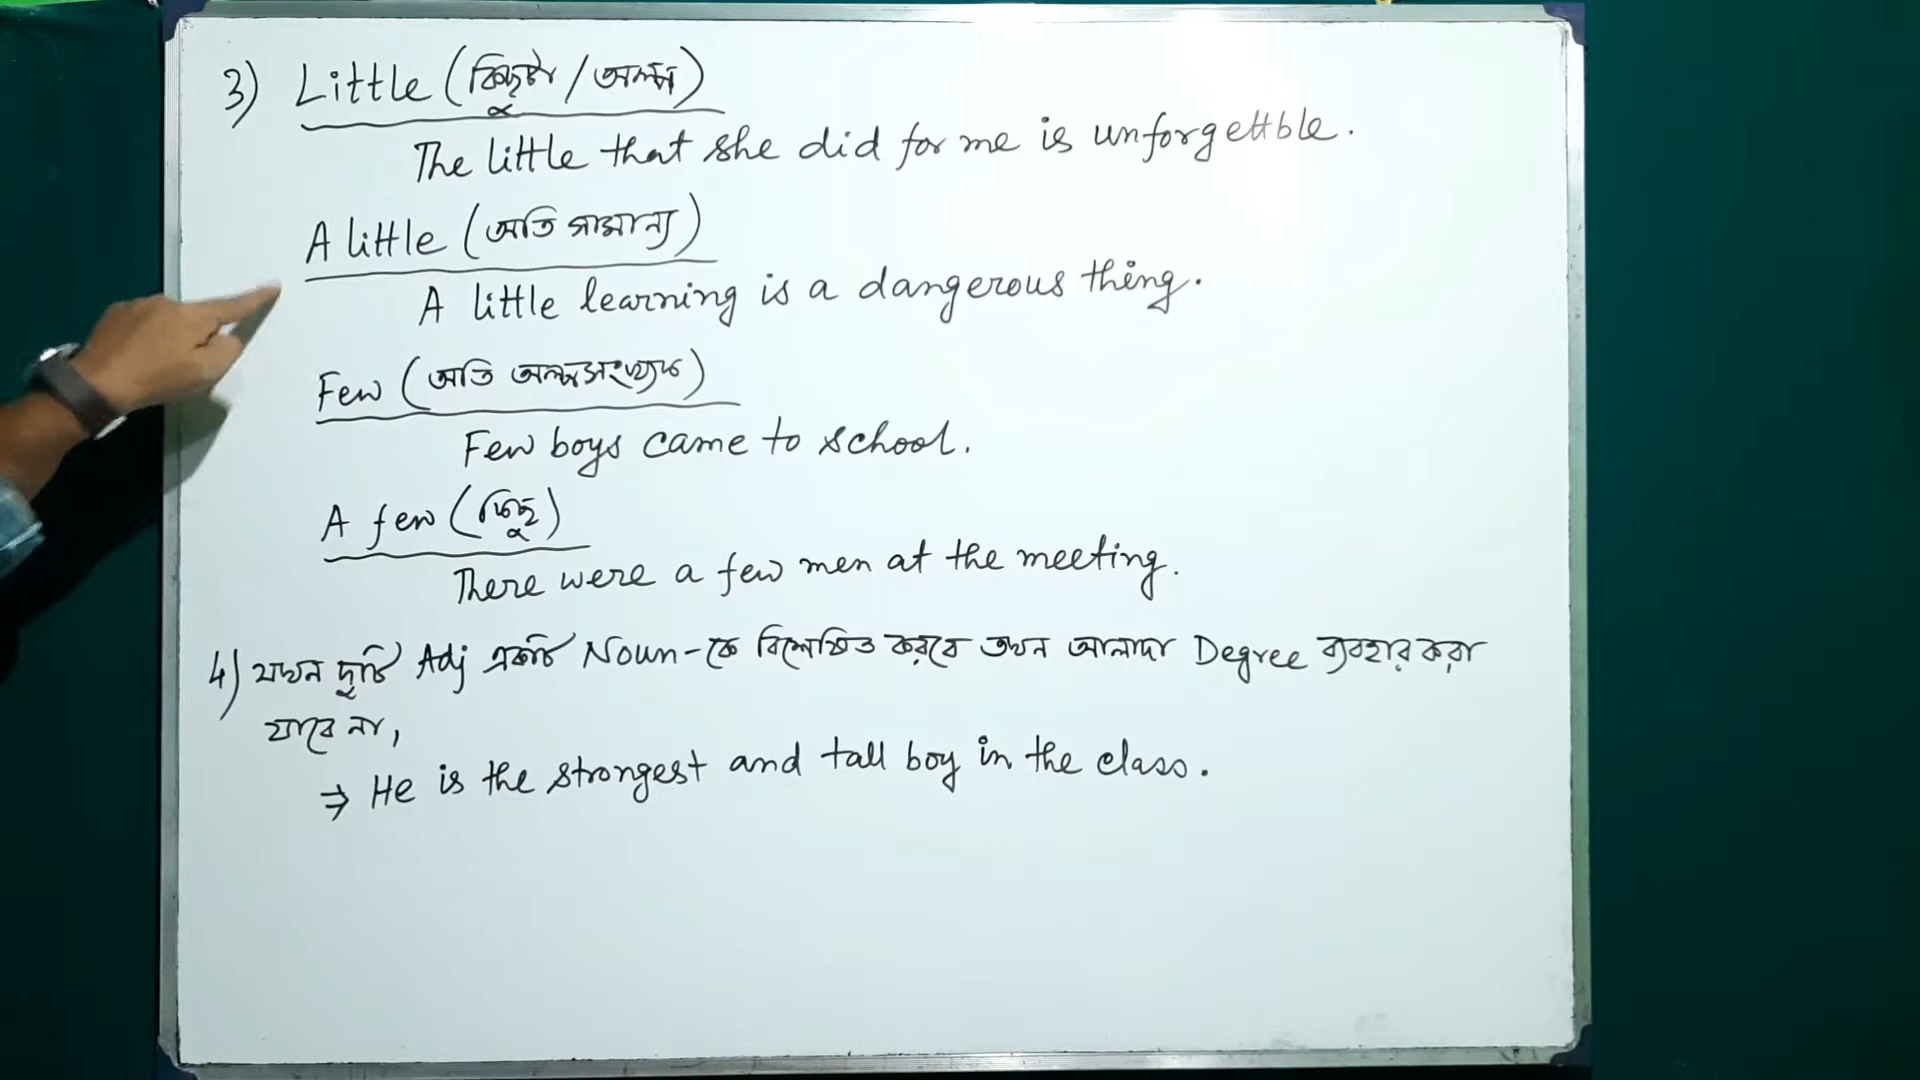 3) Little (কিছুটা / অল্প)
The little that she did for me is unforgettble.
A little (অতি সামান্য)
A little learning is a dangerous thing.
Few (অতি অল্পসংখ্যক)
Few boys came to school.
A few (কিছু)
There were a few men at the meeting.
4) যখন দুটি Adj একটি Noun-কে বিশেষিত করবে তখন আলাদা Degree ব্যবহার করা
যাবে না,
⇒ He is the strongest and tall boy in the class.